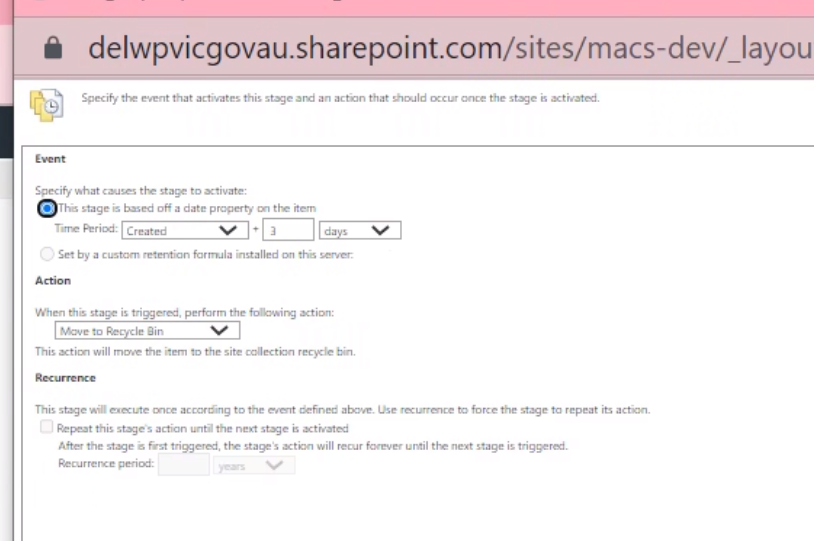 delwpvicgovau.sharepoint.com/sites/macs-dev/_layou
Specify the event that activates this stage and an action that should occur once the stage is activated.
Event
Specify what causes the stage to activate:
This stage is based off a date property on the item
Time Period: Created + 3 days
Set by a custom retention formula installed on this server:
Action
When this stage is triggered, perform the following action:
Move to Recycle Bin
This action will move the item to the site collection recycle bin.
Recurrence
This stage will execute once according to the event defined above. Use recurrence to force the stage to repeat its action.
Repeat this stage's action until the next stage is activated
After the stage is first triggered, the stage's action will recur forever until the next stage is triggered.
Recurrence period: years